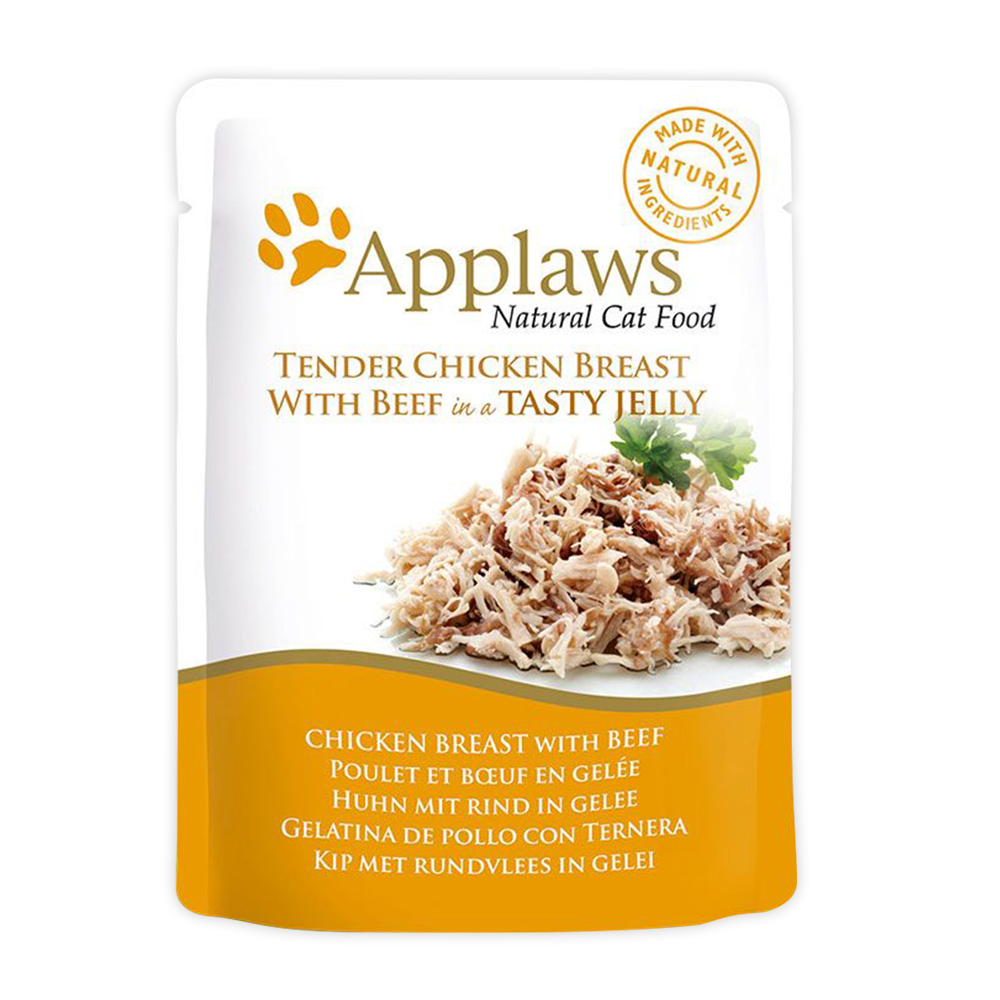 MADE WITH
NATURAL
INGREDIENTS
Applaws
Natural Cat Food
TENDER CHICKEN BREAST
WITH BEEF in a TASTY JELLY
CHICKEN BREAST WITH BEEF
POULET ET BŒUF EN GELÉE
HUHN MIT RIND IN GELEE
GELATINA DE POLLO CON TERNERA
KIP MET RUNDVLEES IN GELEI